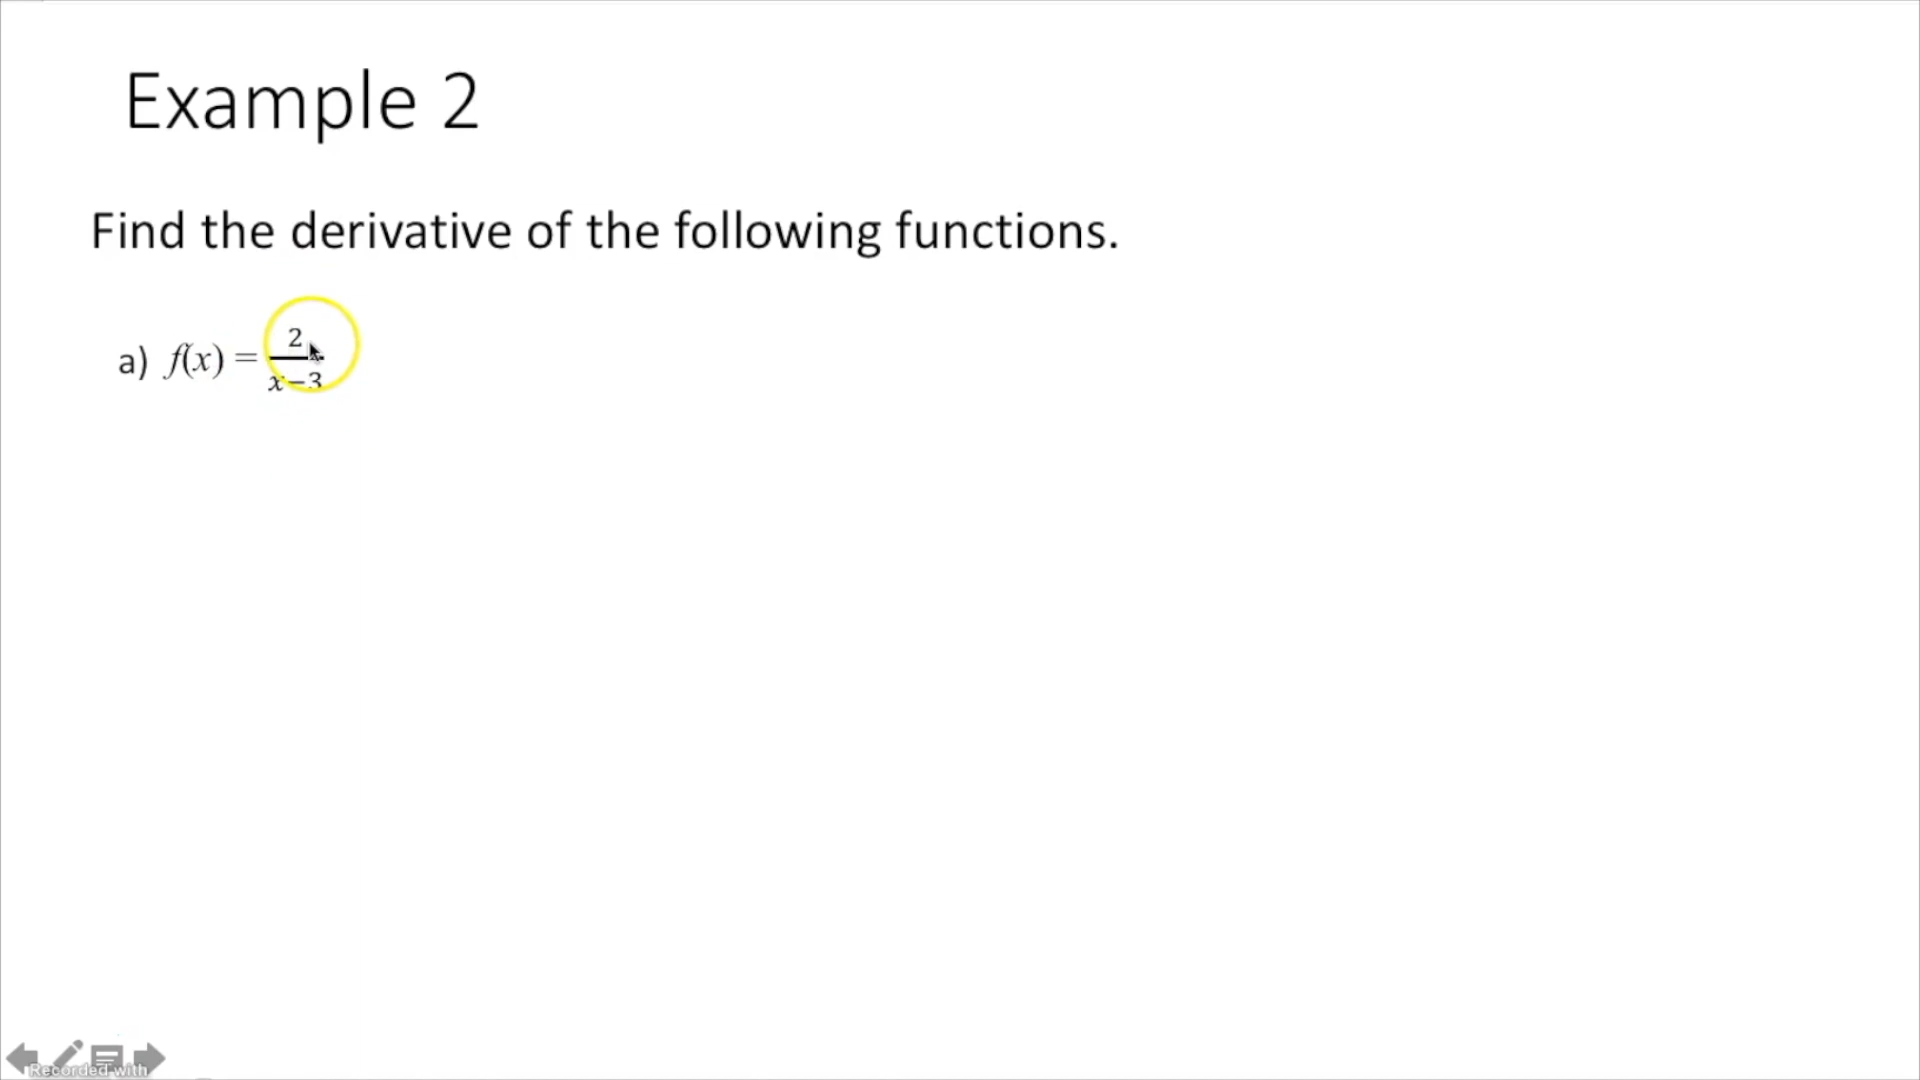 Example 2
Find the derivative of the following functions.
a) f(x) = 2/(x−3)
Recorded with